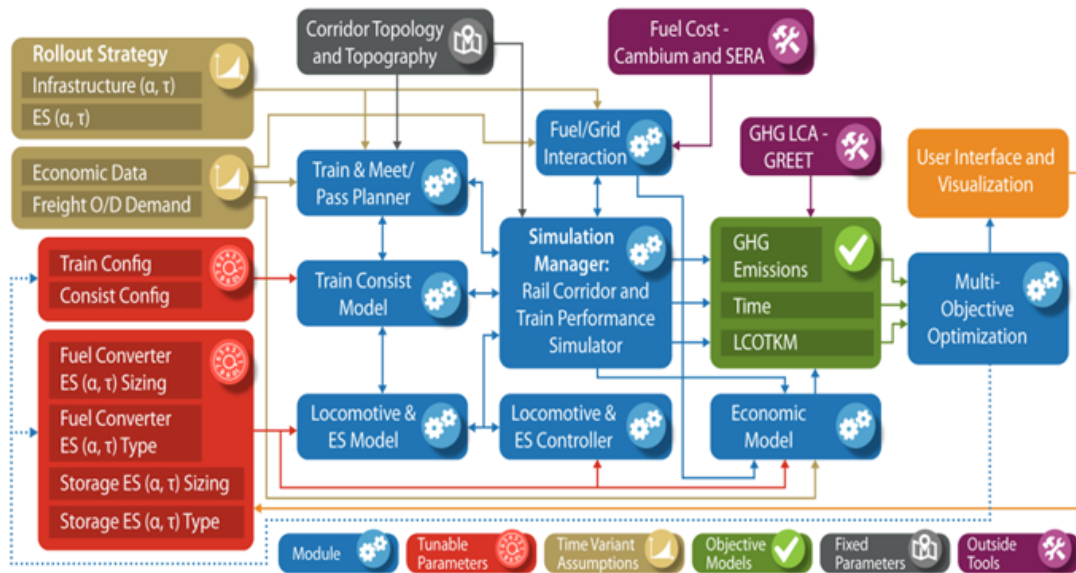 Rollout Strategy
Infrastructure (α, τ)
ES (α, τ)
Corridor Topology
and Topography
Fuel Cost -
Cambium and SERA
Economic Data
Freight O/D Demand
Train & Meet/
Pass Planner
Fuel/Grid
Interaction
GHG LCA -
GREET
User Interface and
Visualization
Train Config
Consist Config
Train Consist
Model
Simulation
Manager:
Rail Corridor and
Train Performance
Simulator
GHG
Emissions
Time
LCOTKM
Multi-
Objective
Optimization
Fuel Converter
ES (α, τ) Sizing
Fuel Converter
ES (α, τ) Type
Storage ES (α, τ) Sizing
Storage ES (α, τ) Type
Locomotive &
ES Model
Locomotive &
ES Controller
Economic
Model
Module
Tunable
Parameters
Time Variant
Assumptions
Objective
Models
Fixed
Parameters
Outside
Tools